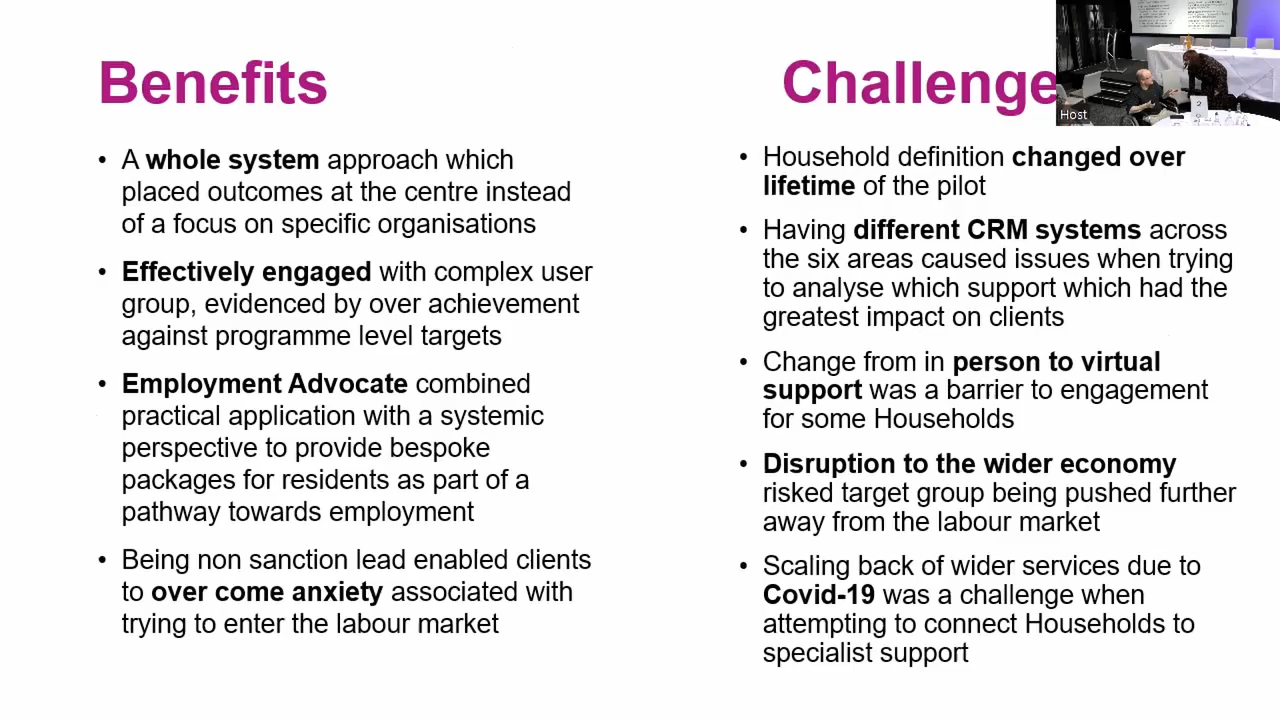 Benefits
• A whole system approach which
placed outcomes at the centre instead
of a focus on specific organisations
• Effectively engaged with complex user
group, evidenced by over achievement
against programme level targets
• Employment Advocate combined
practical application with a systemic
perspective to provide bespoke
packages for residents as part of a
pathway towards employment
• Being non sanction lead enabled clients
to over come anxiety associated with
trying to enter the labour market
Challenge
• Household definition changed over
lifetime of the pilot
• Having different CRM systems across
the six areas caused issues when trying
to analyse which support which had the
greatest impact on clients
• Change from in person to virtual
support was a barrier to engagement
for some Households
• Disruption to the wider economy
risked target group being pushed further
away from the labour market
• Scaling back of wider services due to
Covid-19 was a challenge when
attempting to connect Households to
specialist support
Host
2